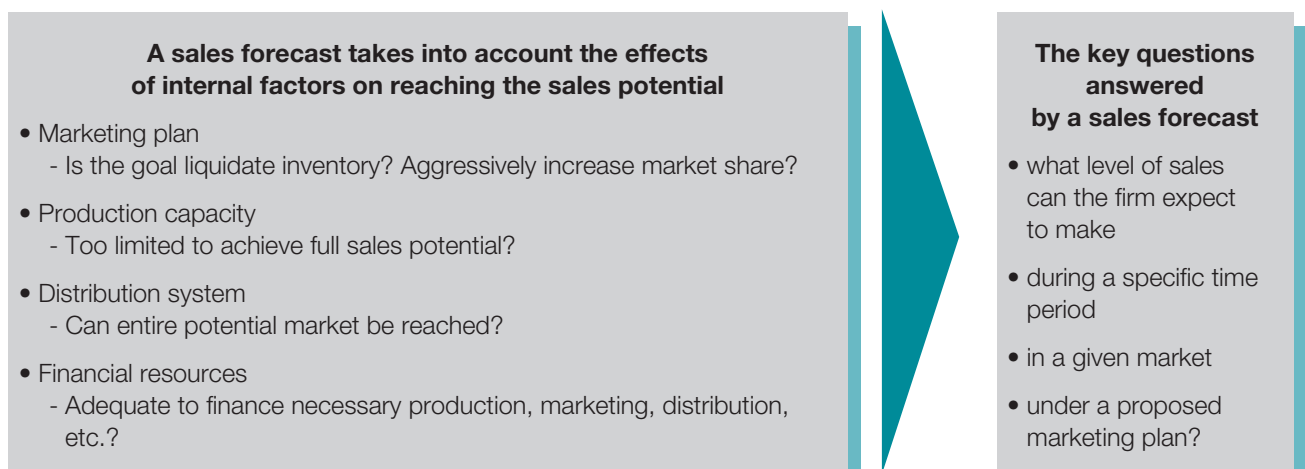 A sales forecast takes into account the effects
of internal factors on reaching the sales potential
• Marketing plan
- Is the goal liquidate inventory? Aggressively increase market share?
• Production capacity
- Too limited to achieve full sales potential?
• Distribution system
- Can entire potential market be reached?
• Financial resources
- Adequate to finance necessary production, marketing, distribution,
etc.?
The key questions
answered
by a sales forecast
• what level of sales
can the firm expect
to make
• during a specific time
period
• in a given market
• under a proposed
marketing plan?